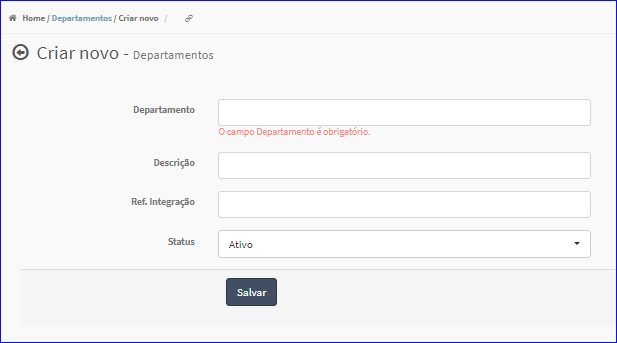 Home / Departamentos / Criar novo /
Criar novo - Departamentos
Departamento
O campo Departamento é obrigatório.
Descrição
Ref. Integração
Status
Ativo
Salvar